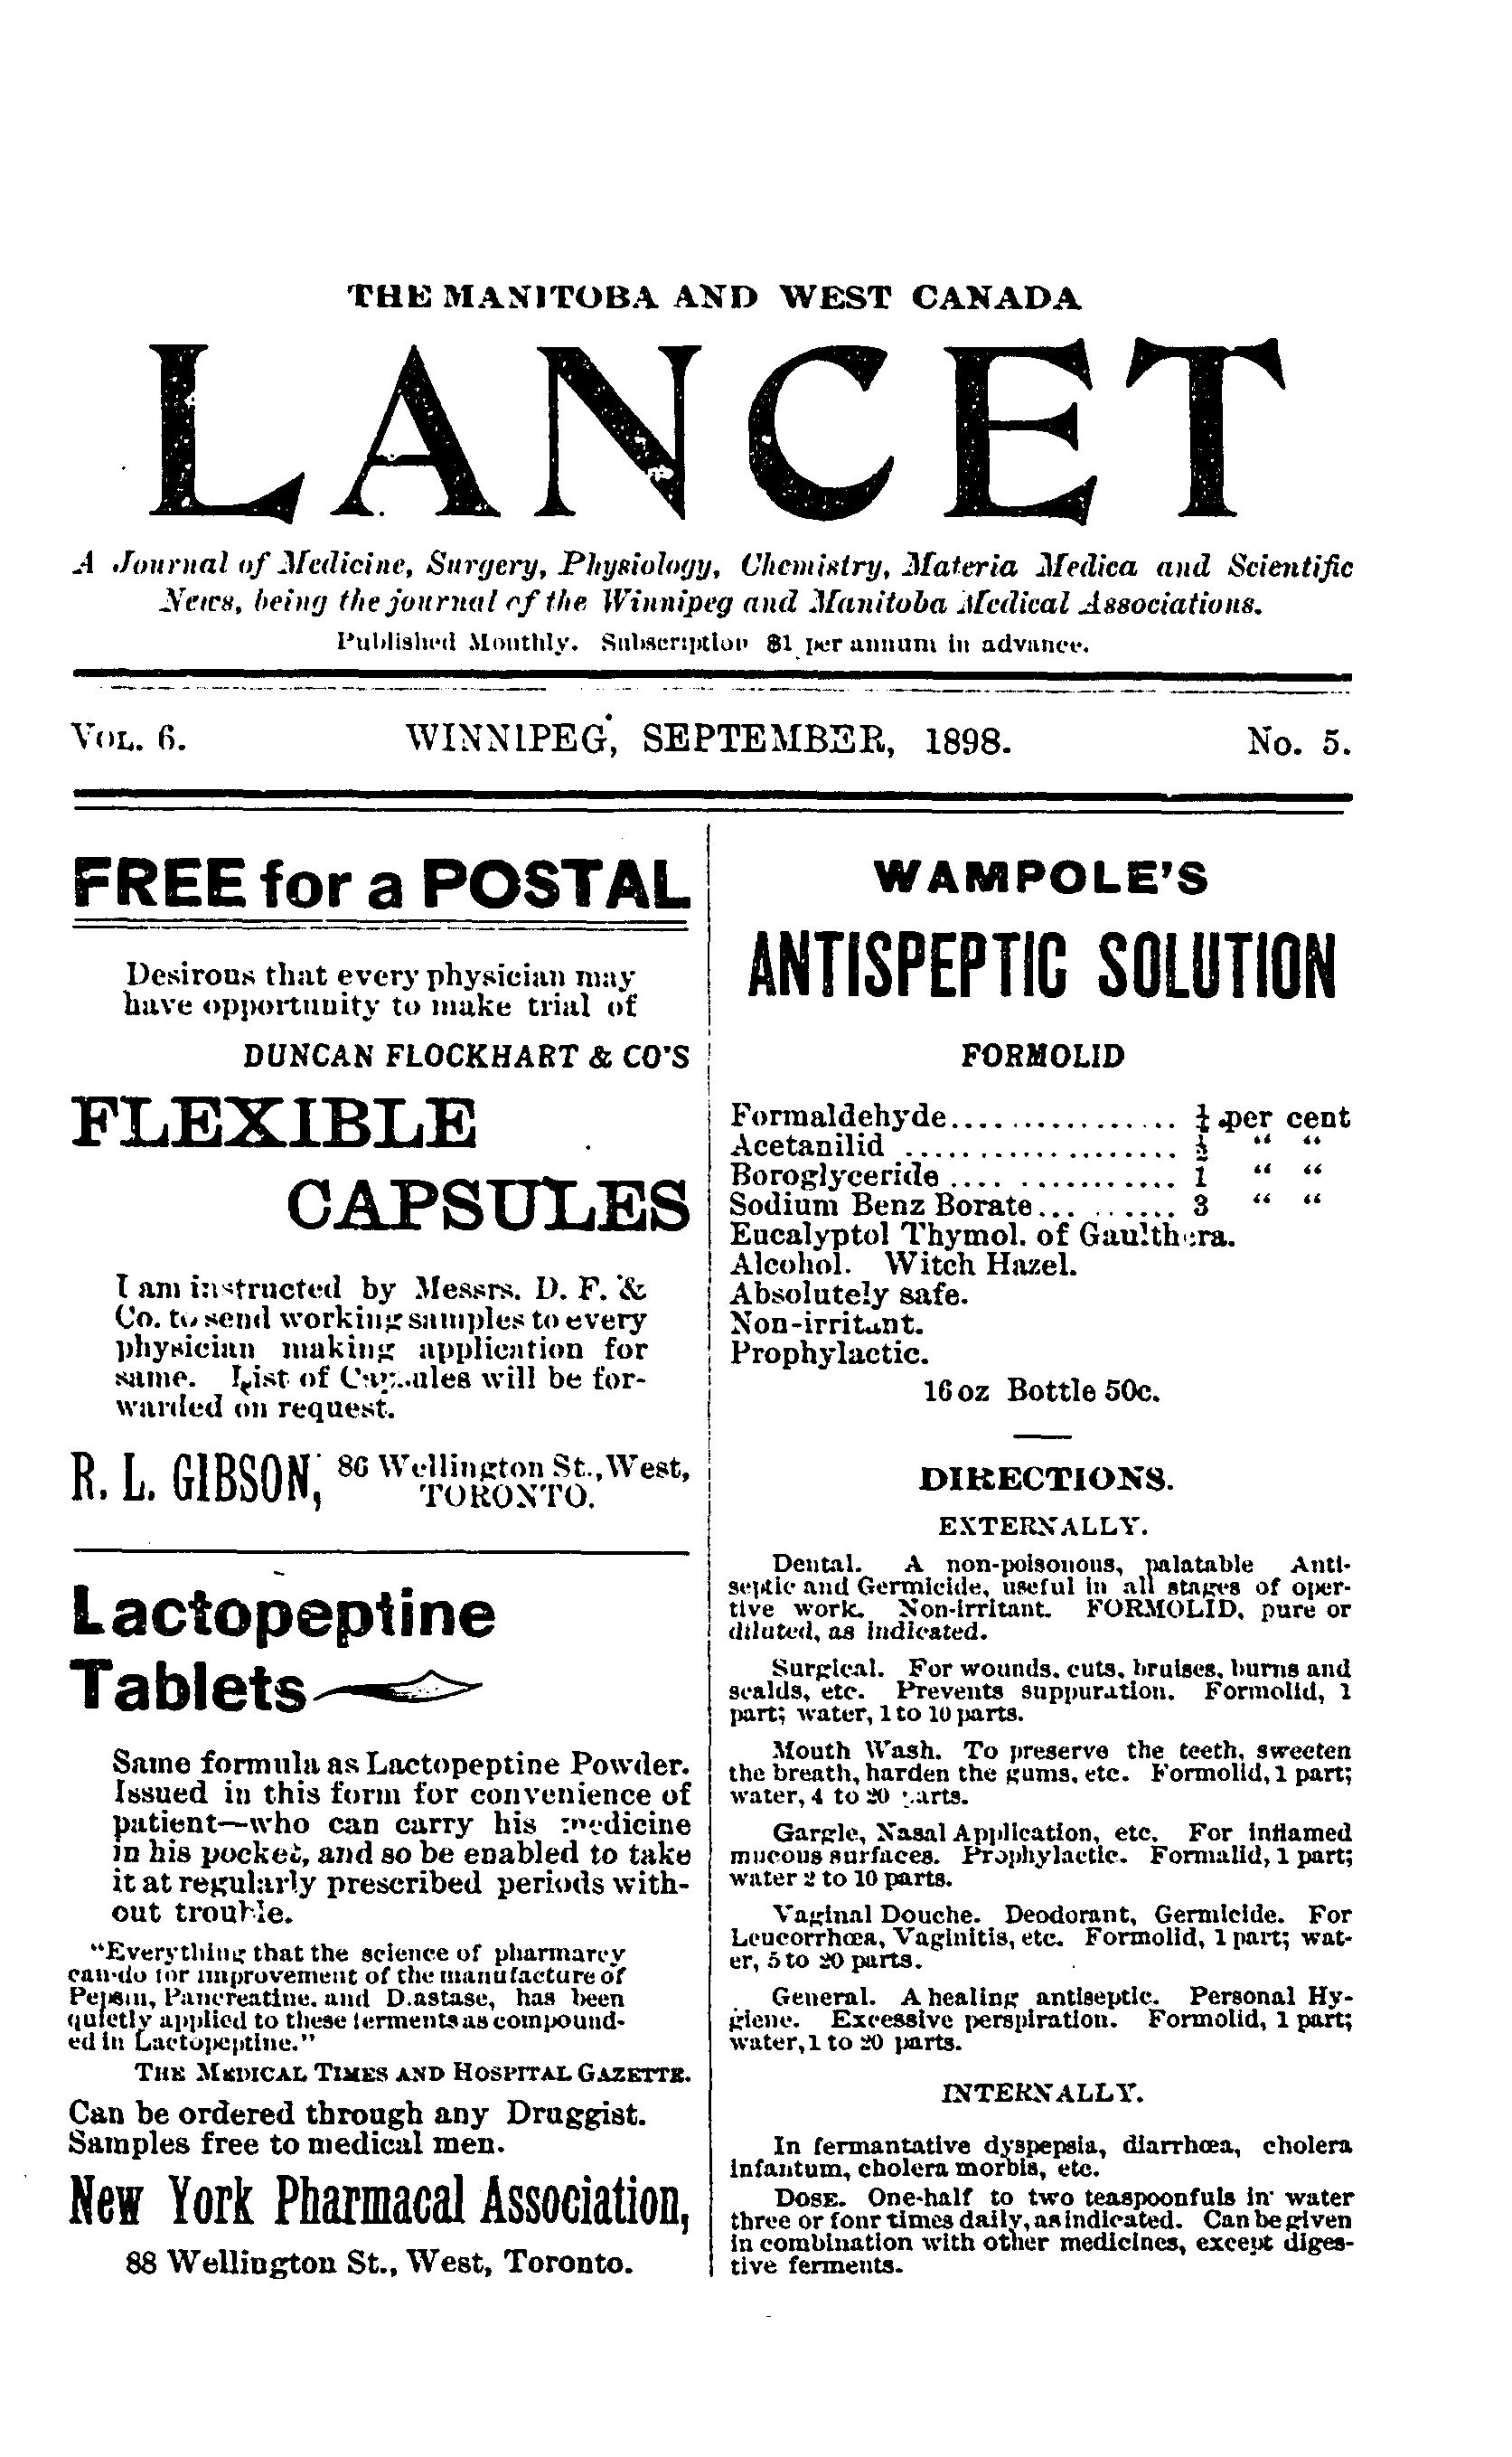 THE MANITOBA AND WEST CANADA
LANCET
A Journal of Medicine, Surgery, Physiology, Chemistry, Materia Medica and Scientific
News, being the journal of the Winnipeg and Manitoba Medical Associations.
Published Monthly. Subscription $1 per annum in advance.
VOL. 6. WINNIPEG, SEPTEMBER, 1898. No. 5.
FREE for a POSTAL
Desirous that every physician may
have opportunity to make trial of
DUNCAN FLOCKHART & CO'S
FLEXIBLE
CAPSULES
I am instructed by Messrs. D. F. &
Co. to send working samples to every
physician making application for
same. List of Capsules will be for-
warded on request.
R. L. GIBSON, 86 Wellington St., West,
TORONTO.
Lactopeptine
Tablets
Same formula as Lactopeptine Powder.
Issued in this form for convenience of
patient—who can carry his medicine
in his pocket, and so be enabled to take
it at regularly prescribed periods with-
out trouble.
"Everything that the science of pharmarcy
can do for improvement of the manufacture of
Pepsin, Pancreatine. and Diastase, has been
quietly applied to these ferments as compound-
ed in Lactopeptine."
THE MEDICAL TIMES AND HOSPITAL GAZETTE.
Can be ordered through any Druggist.
Samples free to medical men.
New York Pharmacal Association,
88 Wellington St., West, Toronto.
WAMPOLE'S
ANTISPEPTIC SOLUTION
FORMOLID
Formaldehyde................ per cent
Acetanilid .................... " "
Boroglyceride ................ 1 " "
Sodium Benz Borate.......... 3 " "
Eucalyptol Thymol. of Gaulthera.
Alcohol. Witch Hazel.
Absolutely safe.
Non-irritant.
Prophylactic.
16 oz Bottle 50c.
DIRECTIONS.
EXTERNALLY.
Dental. A non-poisonous, palatable Anti-
septic and Germicide, useful in all stages of oper-
tive work. Non-irritant. FORMOLID, pure or
diluted, as indicated.
Surgical. For wounds, cuts, bruises, burns and
scalds, etc. Prevents suppuration. Formolid, 1
part; water, 1 to 10 parts.
Mouth Wash. To preserve the teeth, sweeten
the breath, harden the gums, etc. Formolid, 1 part;
water, 4 to 20 parts.
Gargle, Nasal Application, etc. For inflamed
mucous surfaces. Prophylactic. Formalid, 1 part;
water 2 to 10 parts.
Vaginal Douche. Deodorant, Germicide. For
Leucorrhœa, Vaginitis, etc. Formolid, 1 part; wat-
er, 5 to 20 parts.
General. A healing antiseptic. Personal Hy-
giene. Excessive perspiration. Formolid, 1 part;
water, 1 to 20 parts.
INTERNALLY.
In fermantative dyspepsia, diarrhœa, cholera
infantum, cholera morbis, etc.
DOSE. One-half to two teaspoonfuls in water
three or four times daily, as indicated. Can be given
in combination with other medicines, except diges-
tive ferments.